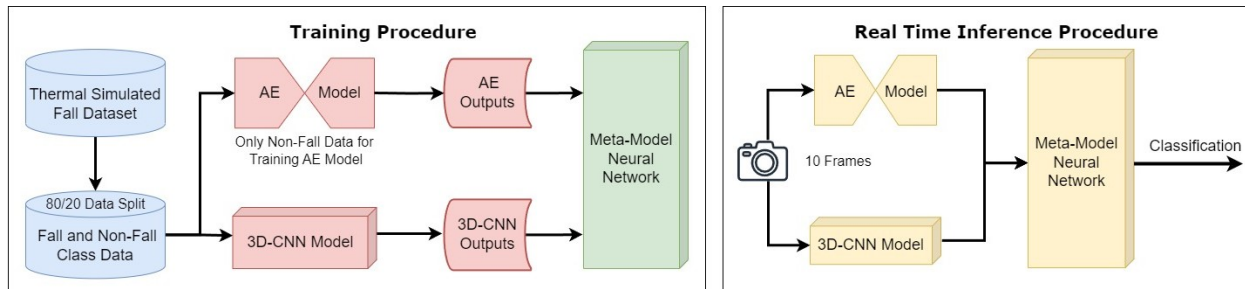 Training Procedure
Thermal Simulated
Fall Dataset
80/20 Data Split
Fall and Non-Fall
Class Data
AE Model
Only Non-Fall Data for
Training AE Model
3D-CNN Model
AE
Outputs
3D-CNN
Outputs
Meta-Model
Neural
Network
Real Time Inference Procedure
10 Frames
AE Model
3D-CNN Model
Meta-Model
Neural
Network
Classification